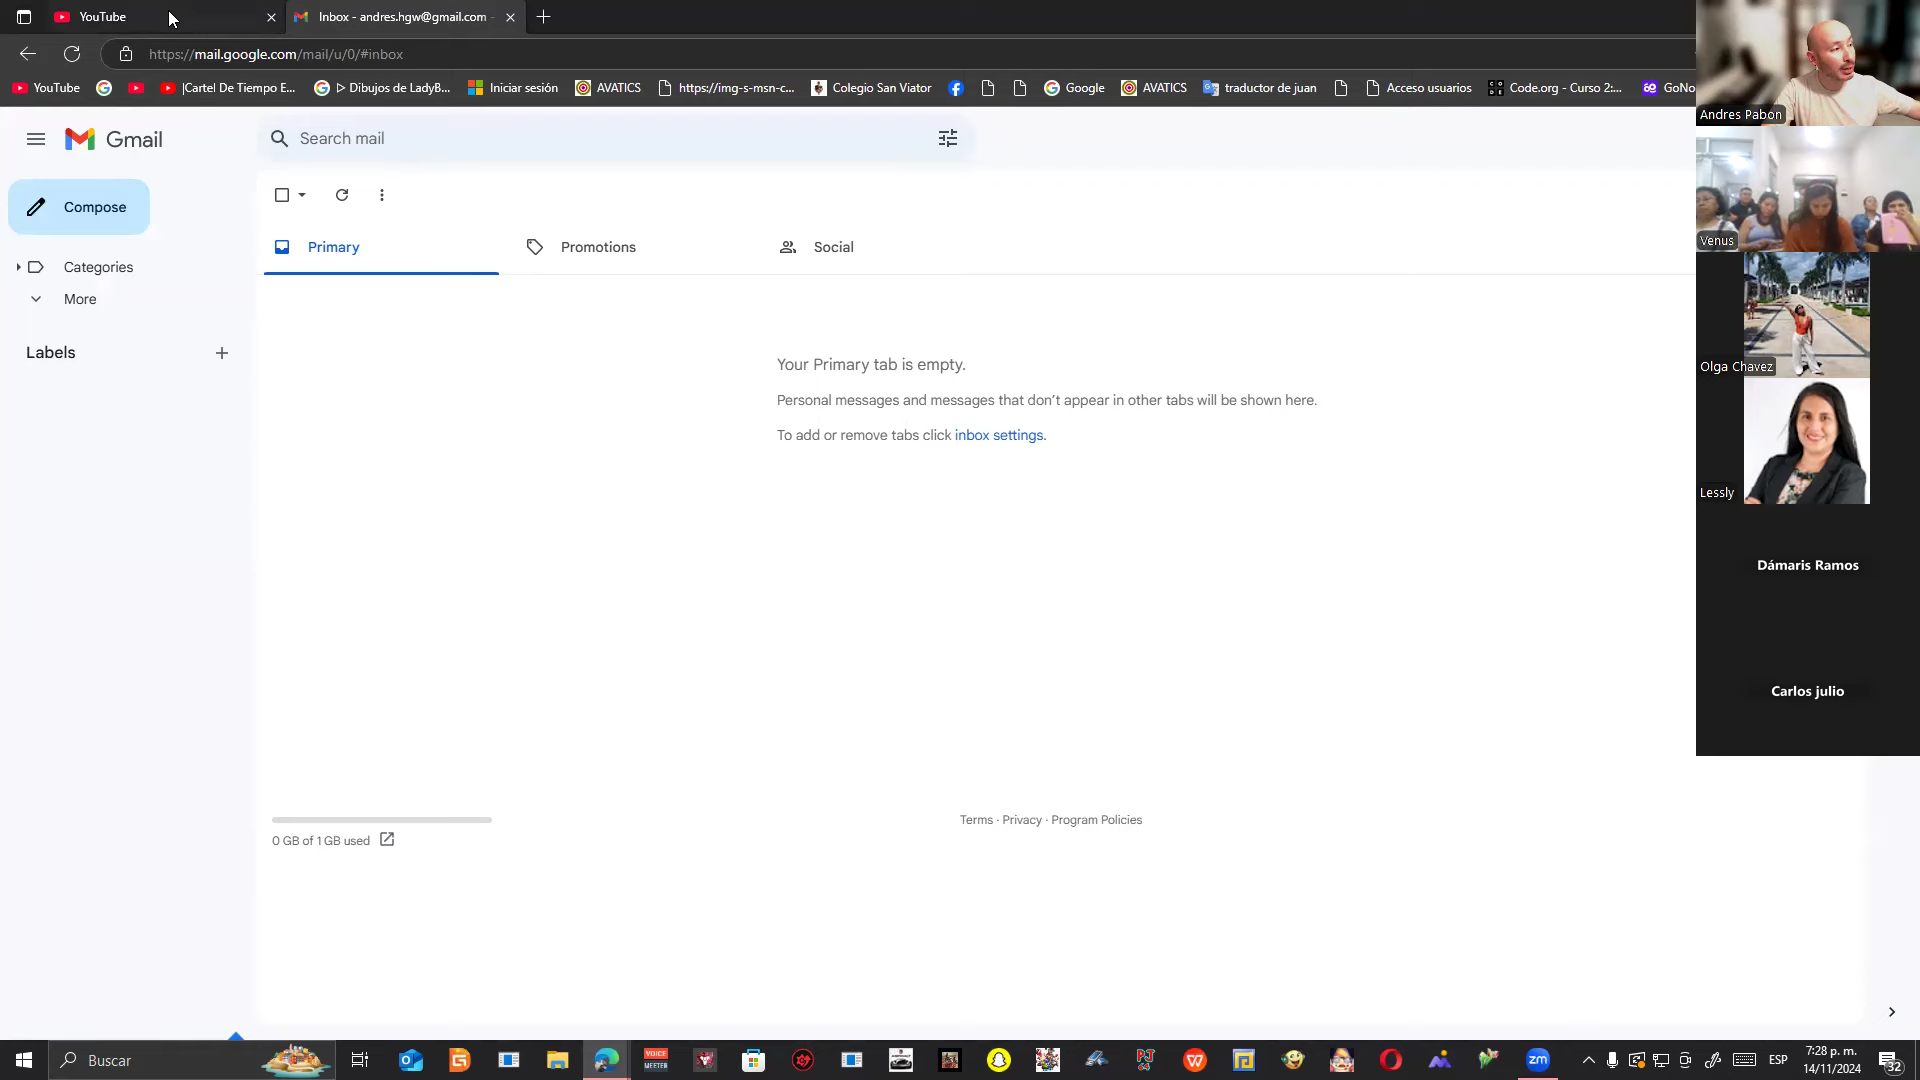 YouTube
Inbox - andres.hgw@gmail.com -
https://mail.google.com/mail/u/0/#inbox
YouTube
|Cartel De Tiempo E...
ᐅ Dibujos de LadyB...
Iniciar sesión
AVATICS
https://img-s-msn-c...
Colegio San Viator
Google
AVATICS
traductor de juan
Acceso usuarios
Code.org - Curso 2:...
GoNo
Gmail
Search mail
Compose
Categories
More
Labels
Primary
Promotions
Social
Your Primary tab is empty.
Personal messages and messages that don’t appear in other tabs will be shown here.
To add or remove tabs click inbox settings.
0 GB of 1 GB used
Terms · Privacy · Program Policies
Andres Pabon
Venus
Olga Chavez
Lessly
Dámaris Ramos
Carlos julio
Buscar
VOICE
MEETER
zm
ESP
7:28 p. m.
14/11/2024
32